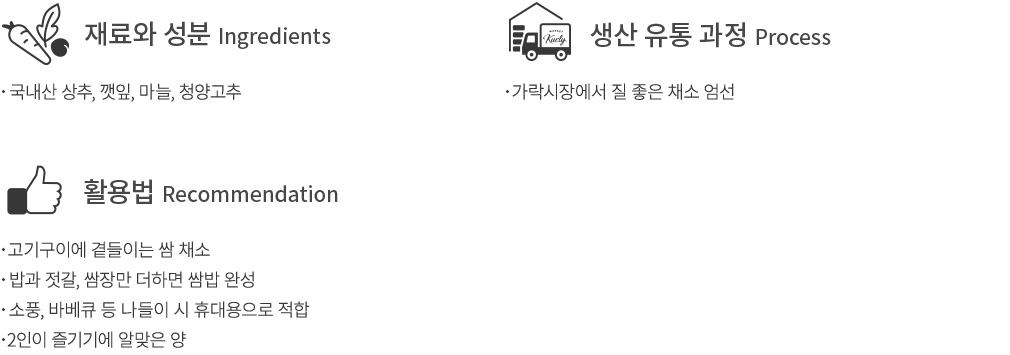 재료와 성분 Ingredients
· 국내산 상추, 깻잎, 마늘, 청양고추
Kurly
생산 유통 과정 Process
· 가락시장에서 질 좋은 채소 엄선
활용법 Recommendation
· 고기구이에 곁들이는 쌈 채소
· 밥과 젓갈, 쌈장만 더하면 쌈밥 완성
· 소풍, 바베큐 등 나들이 시 휴대용으로 적합
· 2인이 즐기기에 알맞은 양